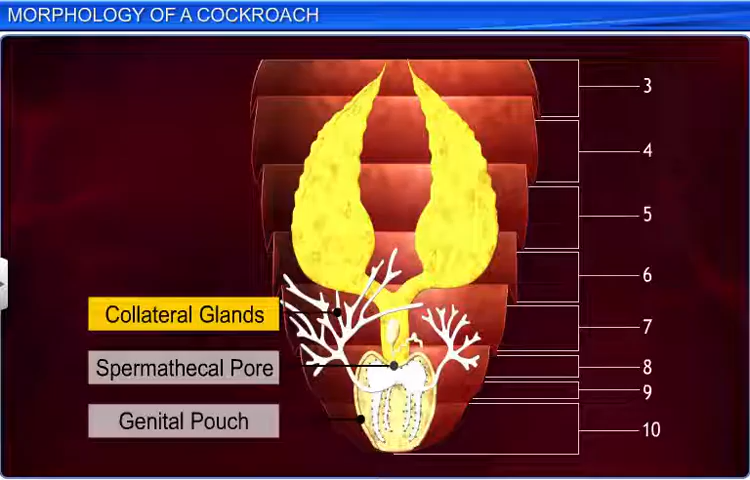 MORPHOLOGY OF A COCKROACH
3
4
5
6
Collateral Glands
7
Spermathecal Pore
8
9
Genital Pouch
10